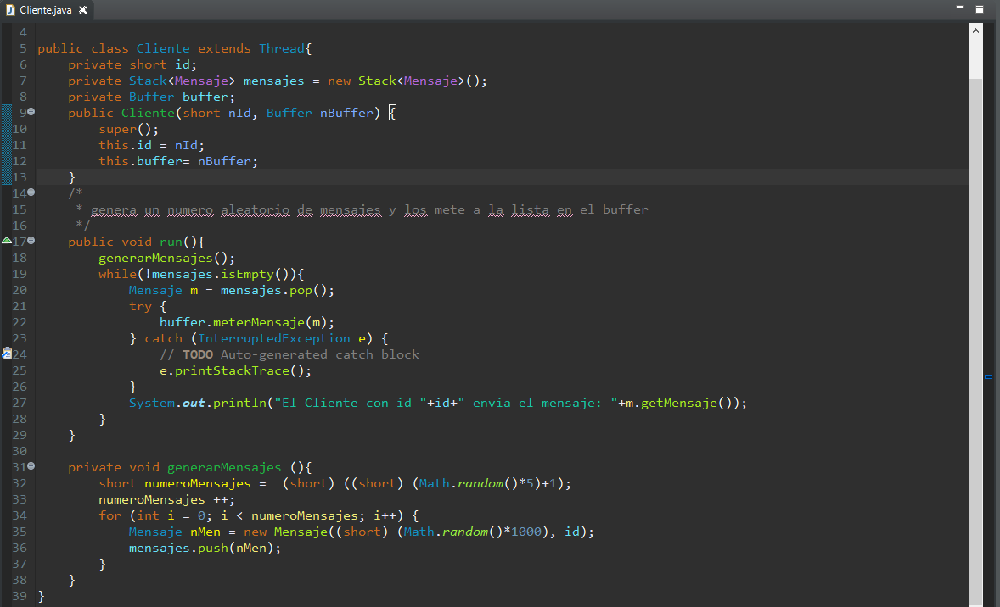 Cliente.java
4
5 public class Cliente extends Thread{
6     private short id;
7     private Stack<Mensaje> mensajes = new Stack<Mensaje>();
8     private Buffer buffer;
9     public Cliente(short nId, Buffer nBuffer) {
10         super();
11         this.id = nId;
12         this.buffer= nBuffer;
13     }
14     /*
15      * genera un numero aleatorio de mensajes y los mete a la lista en el buffer
16      */
17     public void run(){
18         generarMensajes();
19         while(!mensajes.isEmpty()){
20             Mensaje m = mensajes.pop();
21             try {
22                 buffer.meterMensaje(m);
23             } catch (InterruptedException e) {
24                 // TODO Auto-generated catch block
25                 e.printStackTrace();
26             }
27             System.out.println("El Cliente con id "+id+" envia el mensaje: "+m.getMensaje());
28         }
29     }
30
31     private void generarMensajes (){
32         short numeroMensajes =  (short) ((short) (Math.random()*5)+1);
33         numeroMensajes ++;
34         for (int i = 0; i < numeroMensajes; i++) {
35             Mensaje nMen = new Mensaje((short) (Math.random()*1000), id);
36             mensajes.push(nMen);
37         }
38     }
39 }